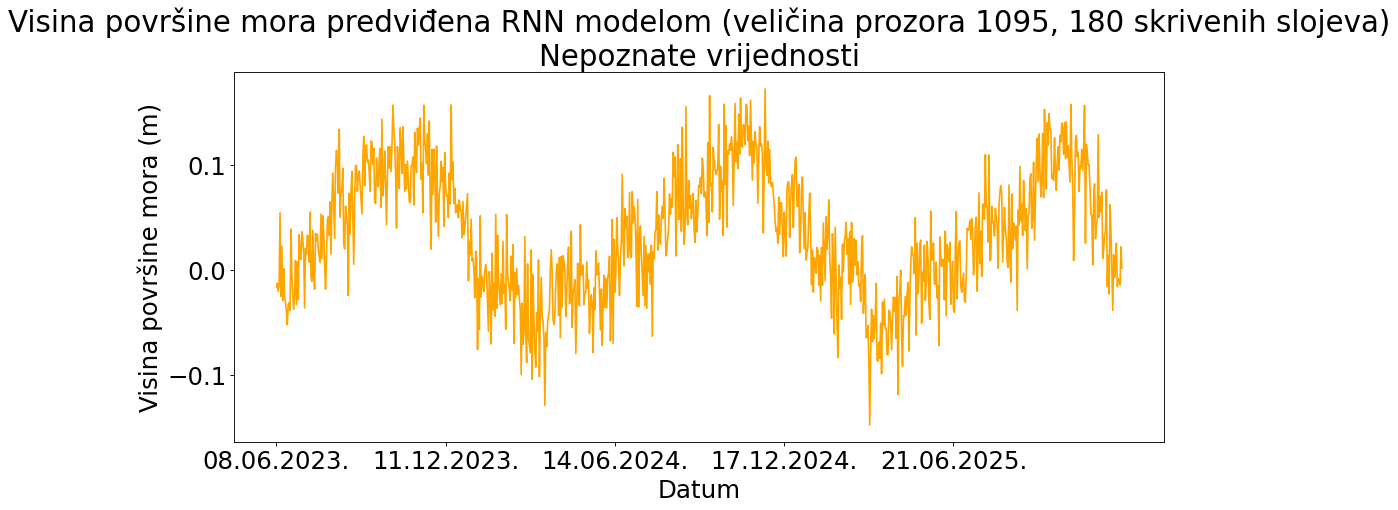 Visina površine mora predviđena RNN modelom (veličina prozora 1095, 180 skrivenih slojeva)
Nepoznate vrijednosti
Visina površine mora (m)
0.1
0.0
−0.1
08.06.2023. 11.12.2023. 14.06.2024. 17.12.2024. 21.06.2025.
Datum